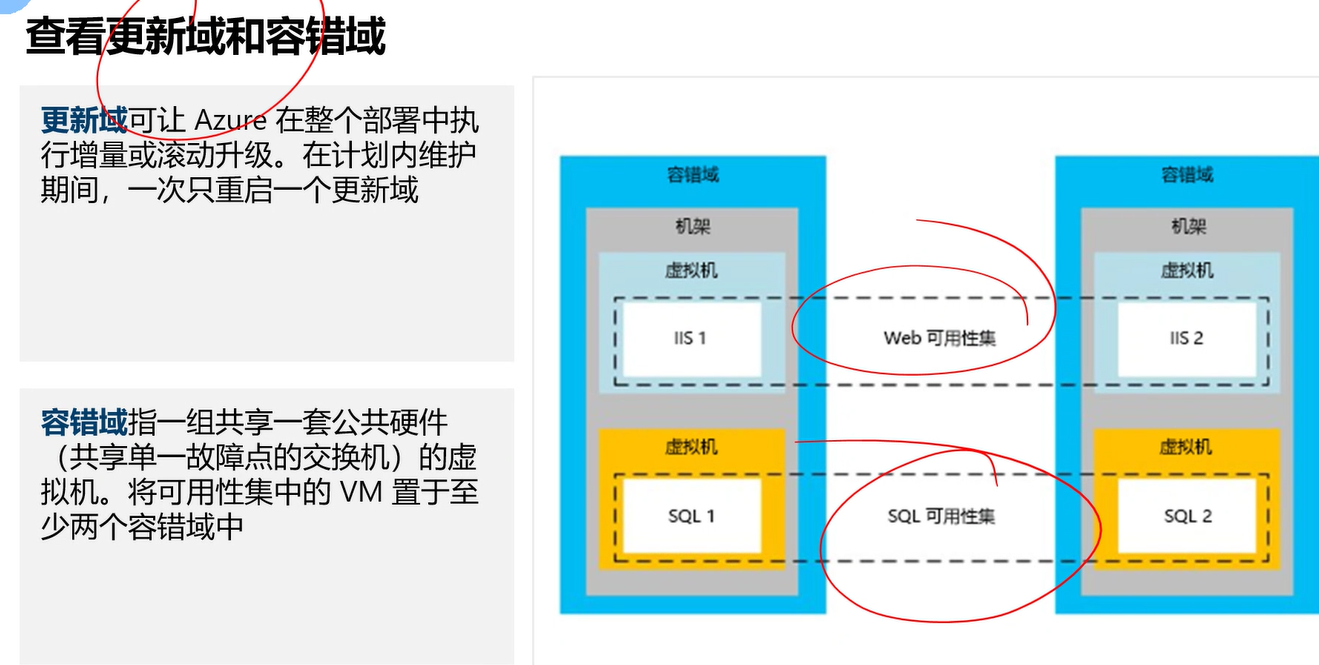 查看更新域和容错域
更新域可让 Azure 在整个部署中执
行增量或滚动升级。在计划内维护
期间，一次只重启一个更新域
容错域指一组共享一套公共硬件
（共享单一故障点的交换机）的虚
拟机。将可用性集中的 VM 置于至
少两个容错域中
容错域
容错域
机架
机架
虚拟机
虚拟机
IIS 1
Web 可用性集
IIS 2
虚拟机
虚拟机
SQL 1
SQL 可用性集
SQL 2